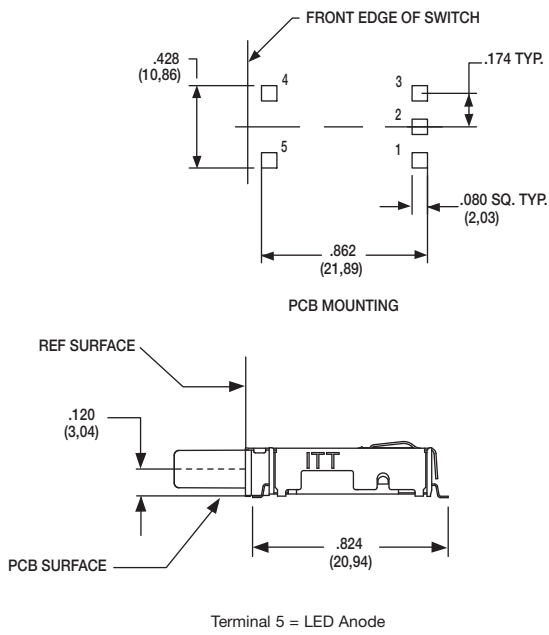 FRONT EDGE OF SWITCH
.428
(10,86)
.174 TYP.
4
3
2
5
1
.080 SQ. TYP.
(2,03)
.862
(21,89)
PCB MOUNTING
REF SURFACE
.120
(3,04)
ITT
PCB SURFACE
.824
(20,94)
Terminal 5 = LED Anode